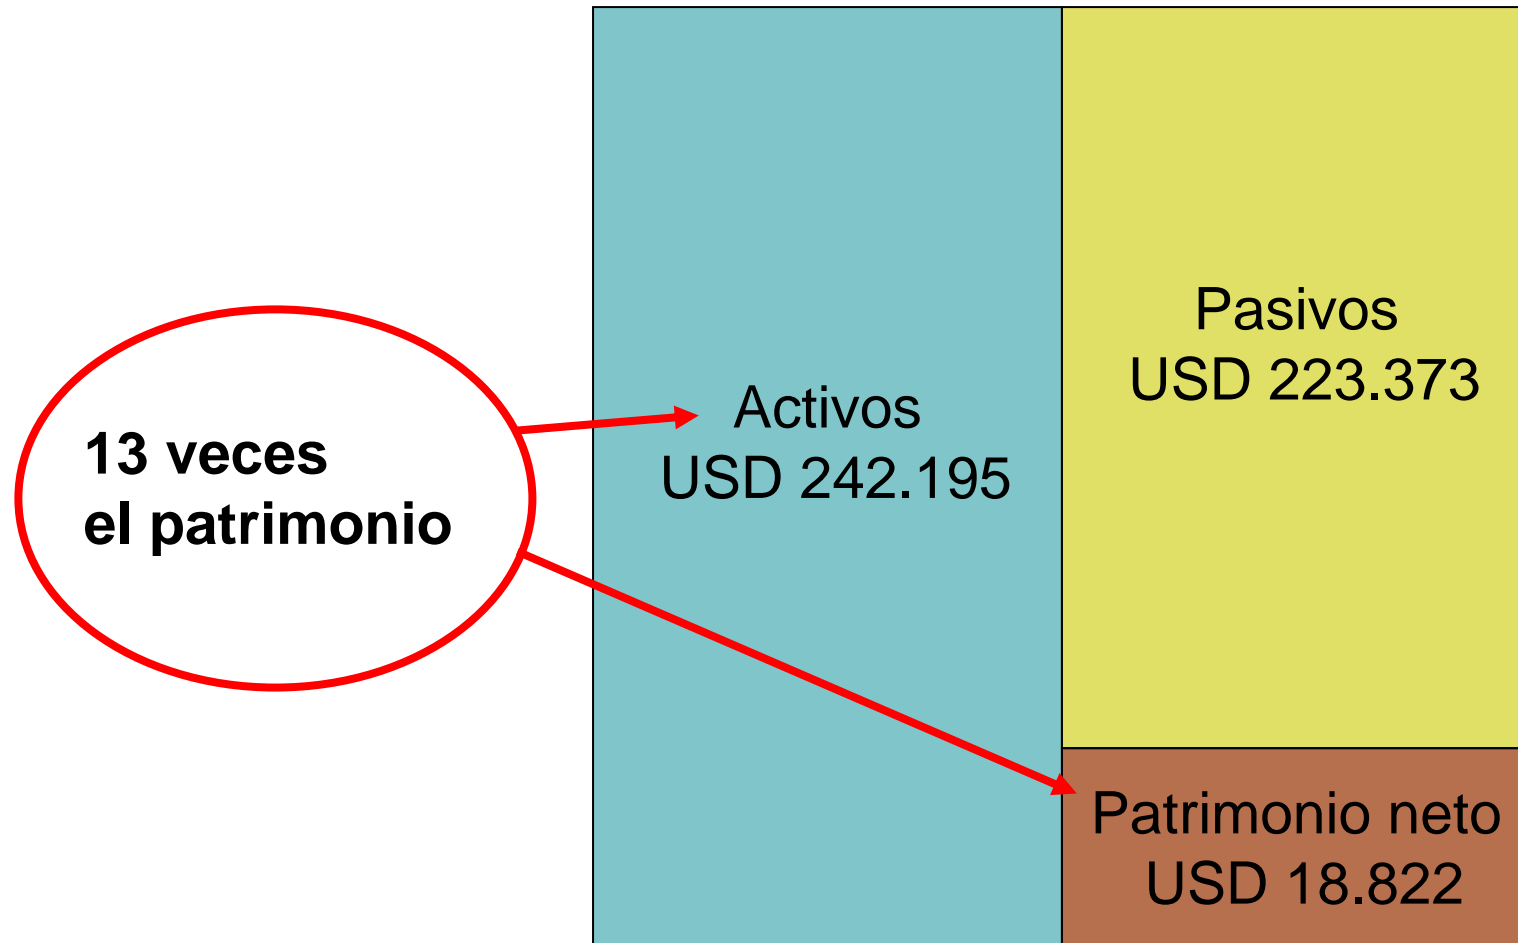 13 veces
el patrimonio
Activos
USD 242.195
Pasivos
USD 223.373
Patrimonio neto
USD 18.822